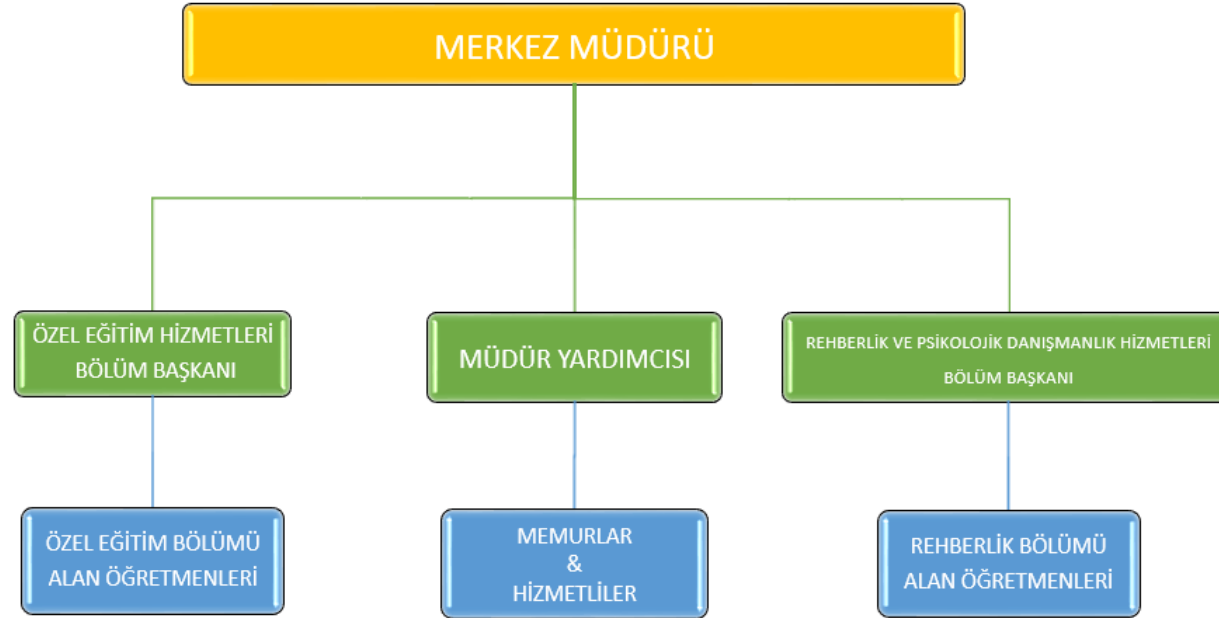 MERKEZ MÜDÜRÜ
ÖZEL EĞİTİM HİZMETLERİ
BÖLÜM BAŞKANI
MÜDÜR YARDIMCISI
REHBERLİK VE PSİKOLOJİK DANIŞMANLIK HİZMETLERİ
BÖLÜM BAŞKANI
ÖZEL EĞİTİM BÖLÜMÜ
ALAN ÖĞRETMENLERİ
MEMURLAR
&
HİZMETLİLER
REHBERLİK BÖLÜMÜ
ALAN ÖĞRETMENLERİ